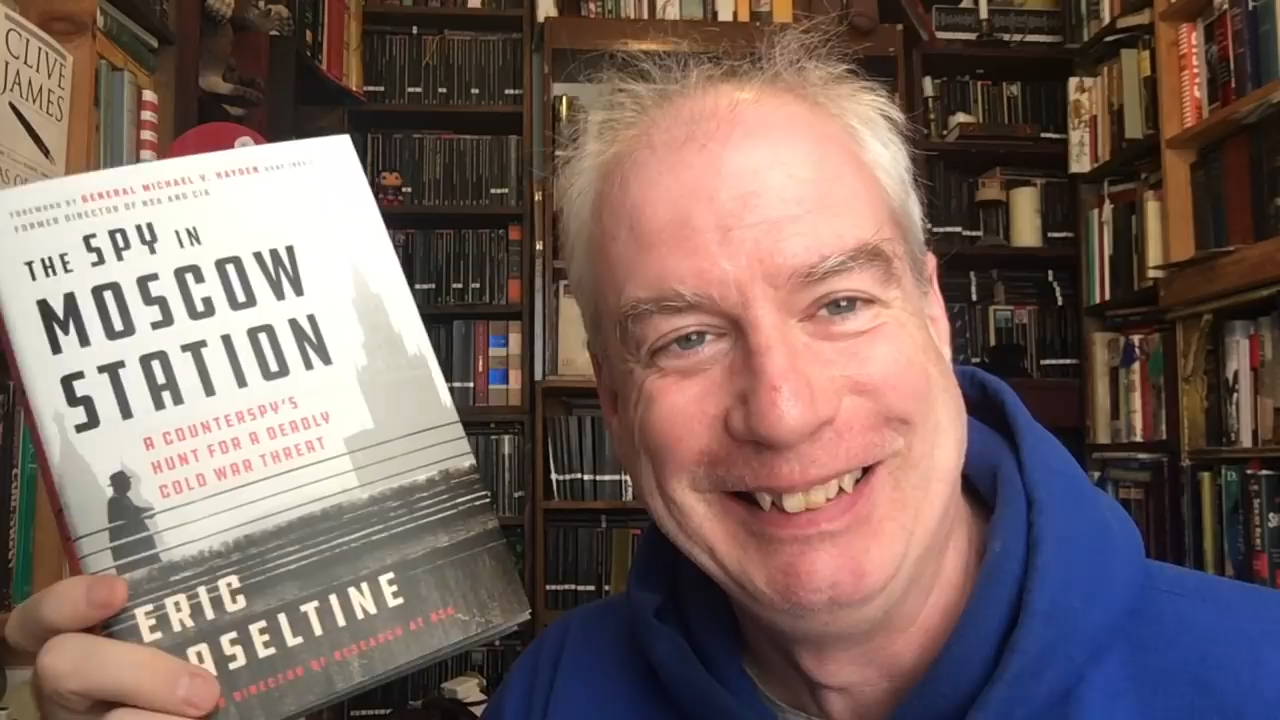 CLIVE
JAMES
FOREWORD BY GENERAL MICHAEL V. HAYDEN
FORMER DIRECTOR OF NSA AND CIA
THE SPY IN
MOSCOW
STATION
A COUNTERSPY'S
HUNT FOR A DEADLY
COLD WAR THREAT
ERIC
ASELTINE
DIRECTOR OF RESEARCH AT NSA